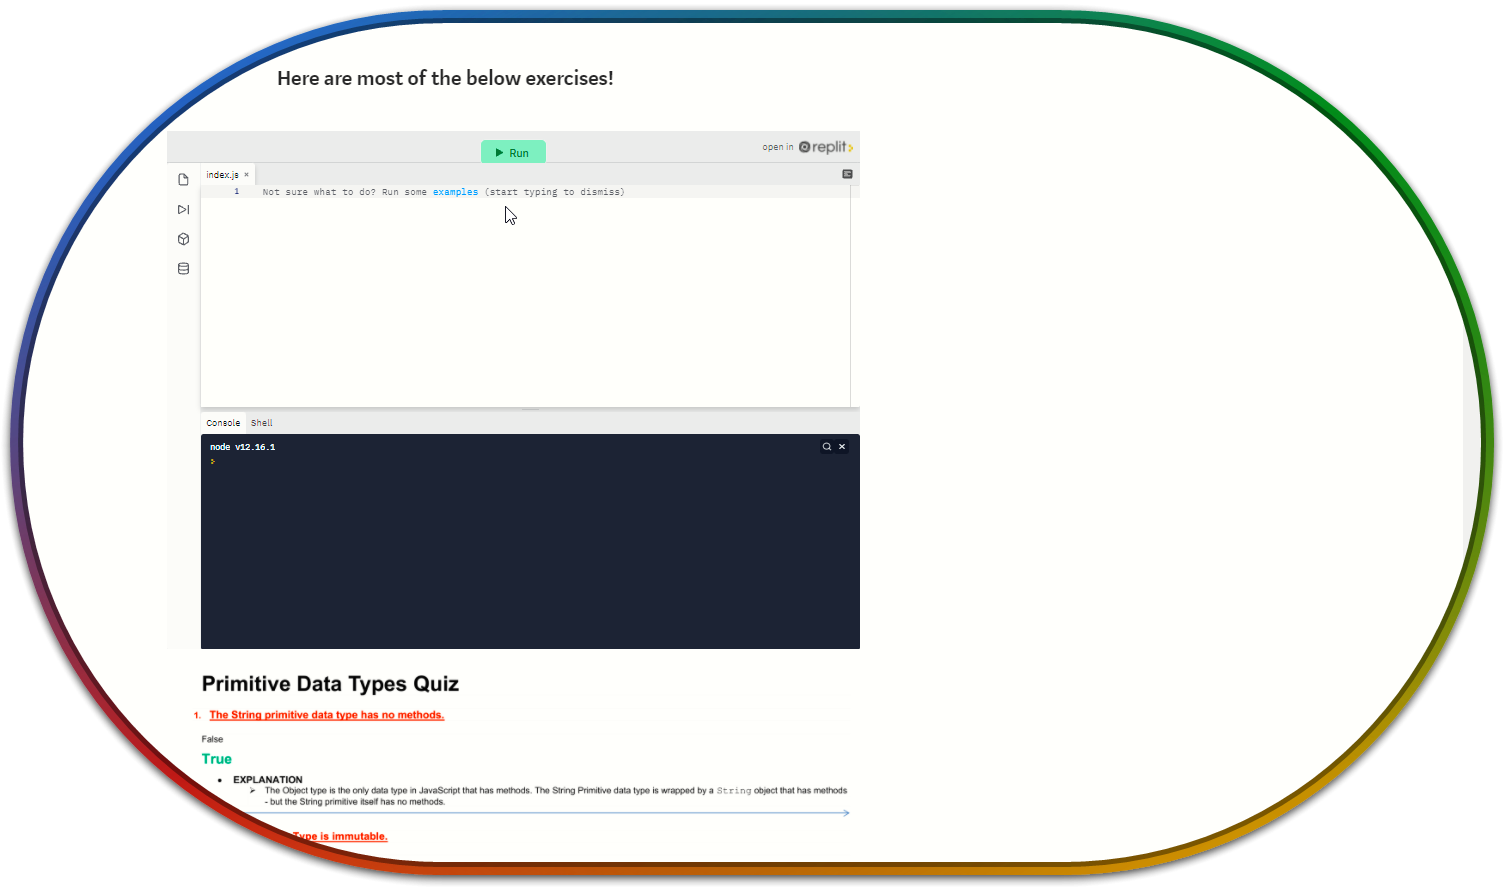 Here are most of the below exercises!
Run
open in replit
index.js ×
1 Not sure what to do? Run some examples (start typing to dismiss)
Console Shell
node v12.16.1
Primitive Data Types Quiz
1. The String primitive data type has no methods.
False
True
• EXPLANATION
➢ The Object type is the only data type in JavaScript that has methods. The String Primitive data type is wrapped by a String object that has methods
- but the String primitive itself has no methods.
Type is immutable.